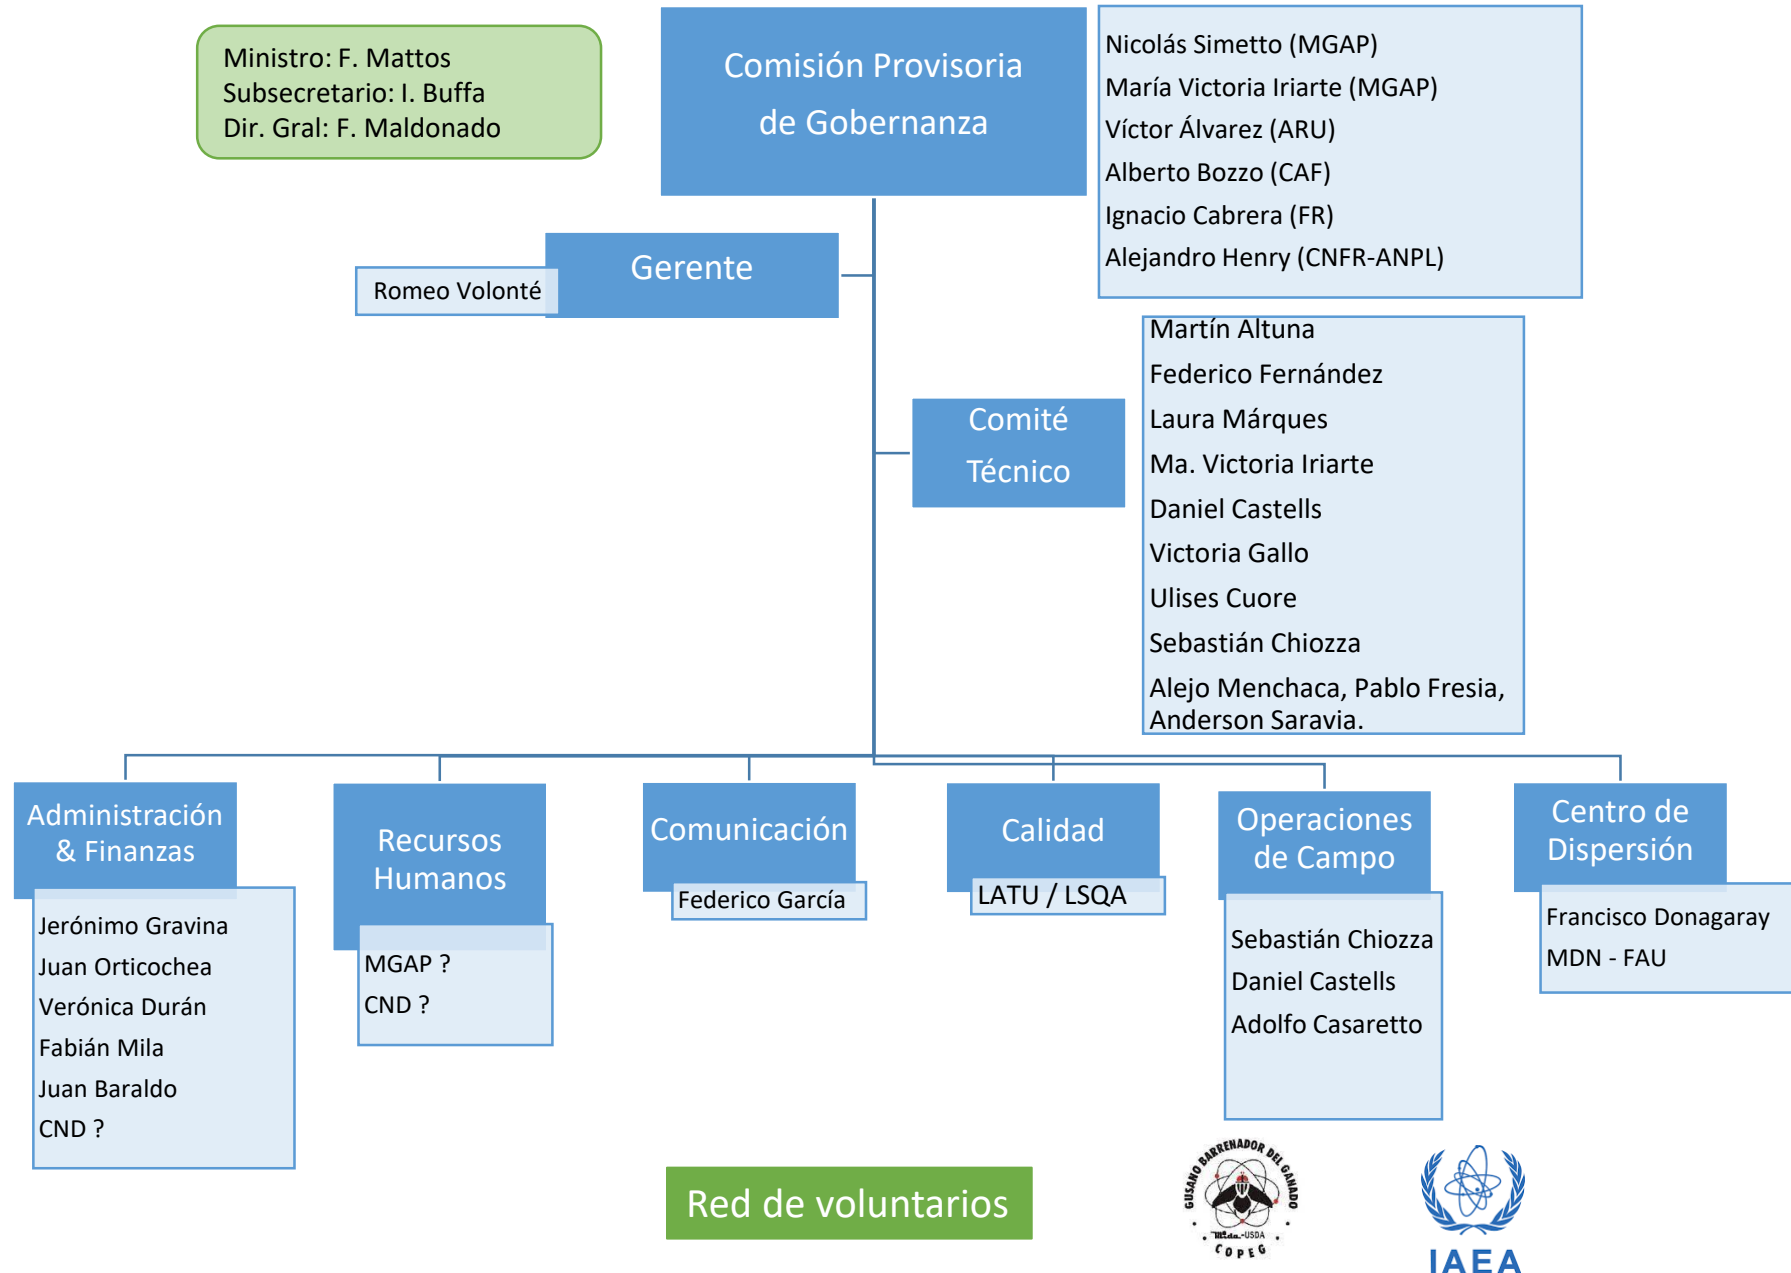 Ministro: F. Mattos
Subsecretario: I. Buffa
Dir. Gral: F. Maldonado
Comisión Provisoria
de Gobernanza
Nicolás Simetto (MGAP)
María Victoria Iriarte (MGAP)
Víctor Álvarez (ARU)
Alberto Bozzo (CAF)
Ignacio Cabrera (FR)
Alejandro Henry (CNFR-ANPL)
Gerente
Romeo Volonté
Comité
Técnico
Martín Altuna
Federico Fernández
Laura Márques
Ma. Victoria Iriarte
Daniel Castells
Victoria Gallo
Ulises Cuore
Sebastián Chiozza
Alejo Menchaca, Pablo Fresia,
Anderson Saravia.
Administración
& Finanzas
Jerónimo Gravina
Juan Orticochea
Verónica Durán
Fabián Mila
Juan Baraldo
CND ?
Recursos
Humanos
MGAP ?
CND ?
Comunicación
Federico García
Calidad
LATU / LSQA
Operaciones
de Campo
Sebastián Chiozza
Daniel Castells
Adolfo Casaretto
Centro de
Dispersión
Francisco Donagaray
MDN - FAU
Red de voluntarios
GUSANO BARRENADOR DEL GANADO
Mida-USDA
COPEG
IAEA